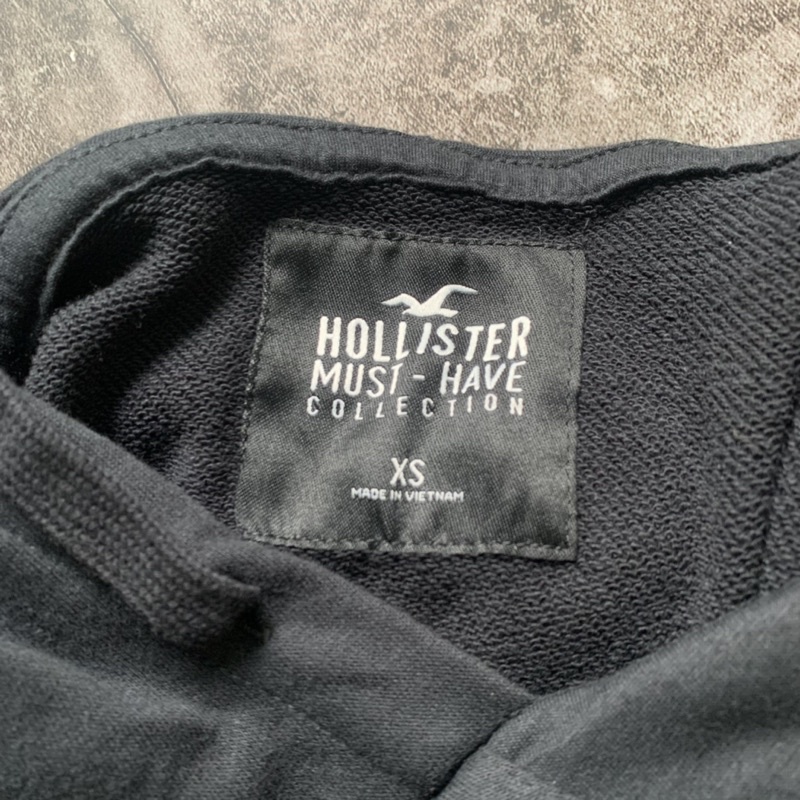 HOLLISTER
MUST - HAVE
COLLECTION
XS
MADE IN VIETNAM